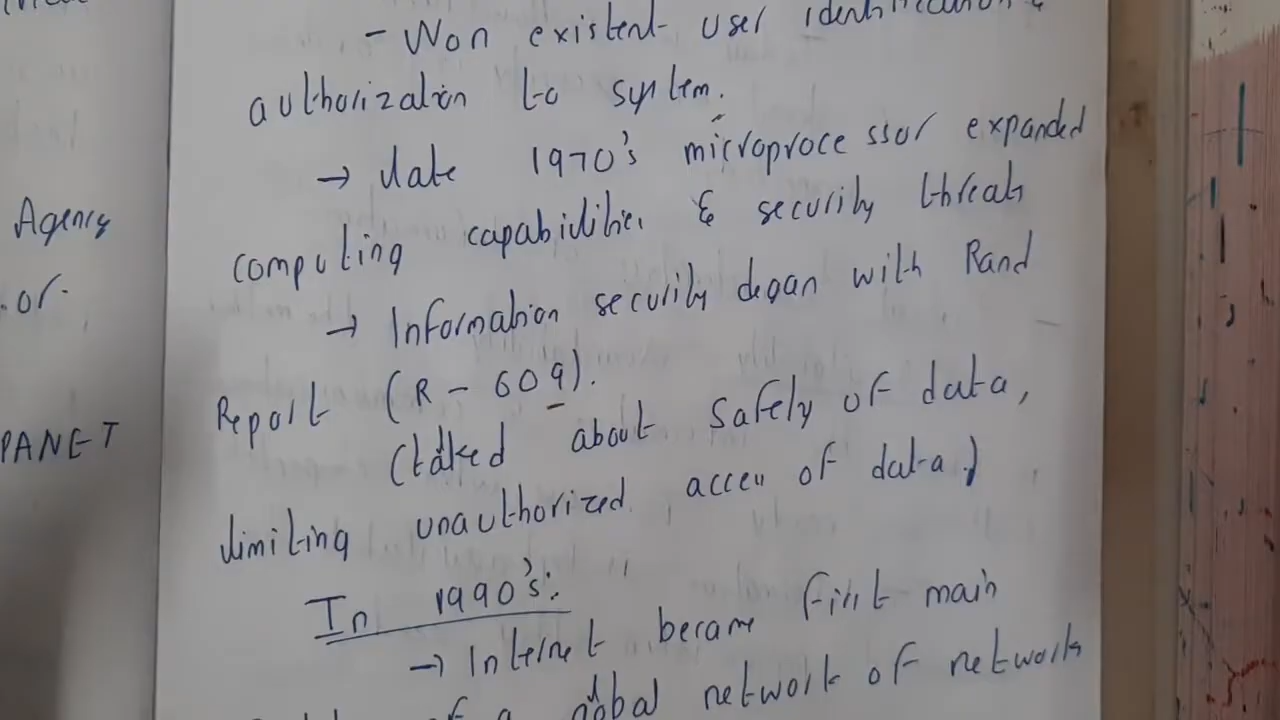 - Non existent user identification &
authorization to system.
→ late 1970's microprocessor expanded
computing capabilities & security threats
→ Information security began with Rand
Report (R - 609).
(talked about safely of data,
limiting unauthorized access of data)
In 1990's:
→ Internet became first main
of a global network of networks
Agency
or
PANET